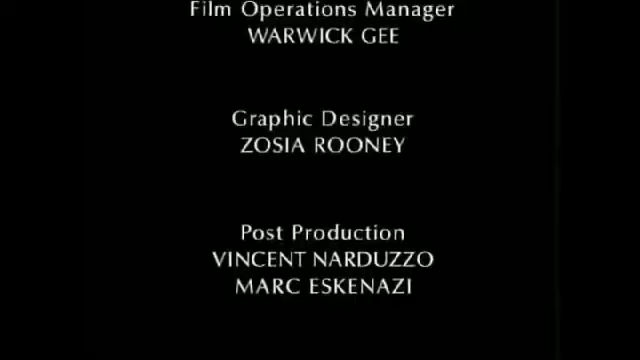 Film Operations Manager
WARWICK GEE
Graphic Designer
ZOSIA ROONEY
Post Production
VINCENT NARDUZZO
MARC ESKENAZI